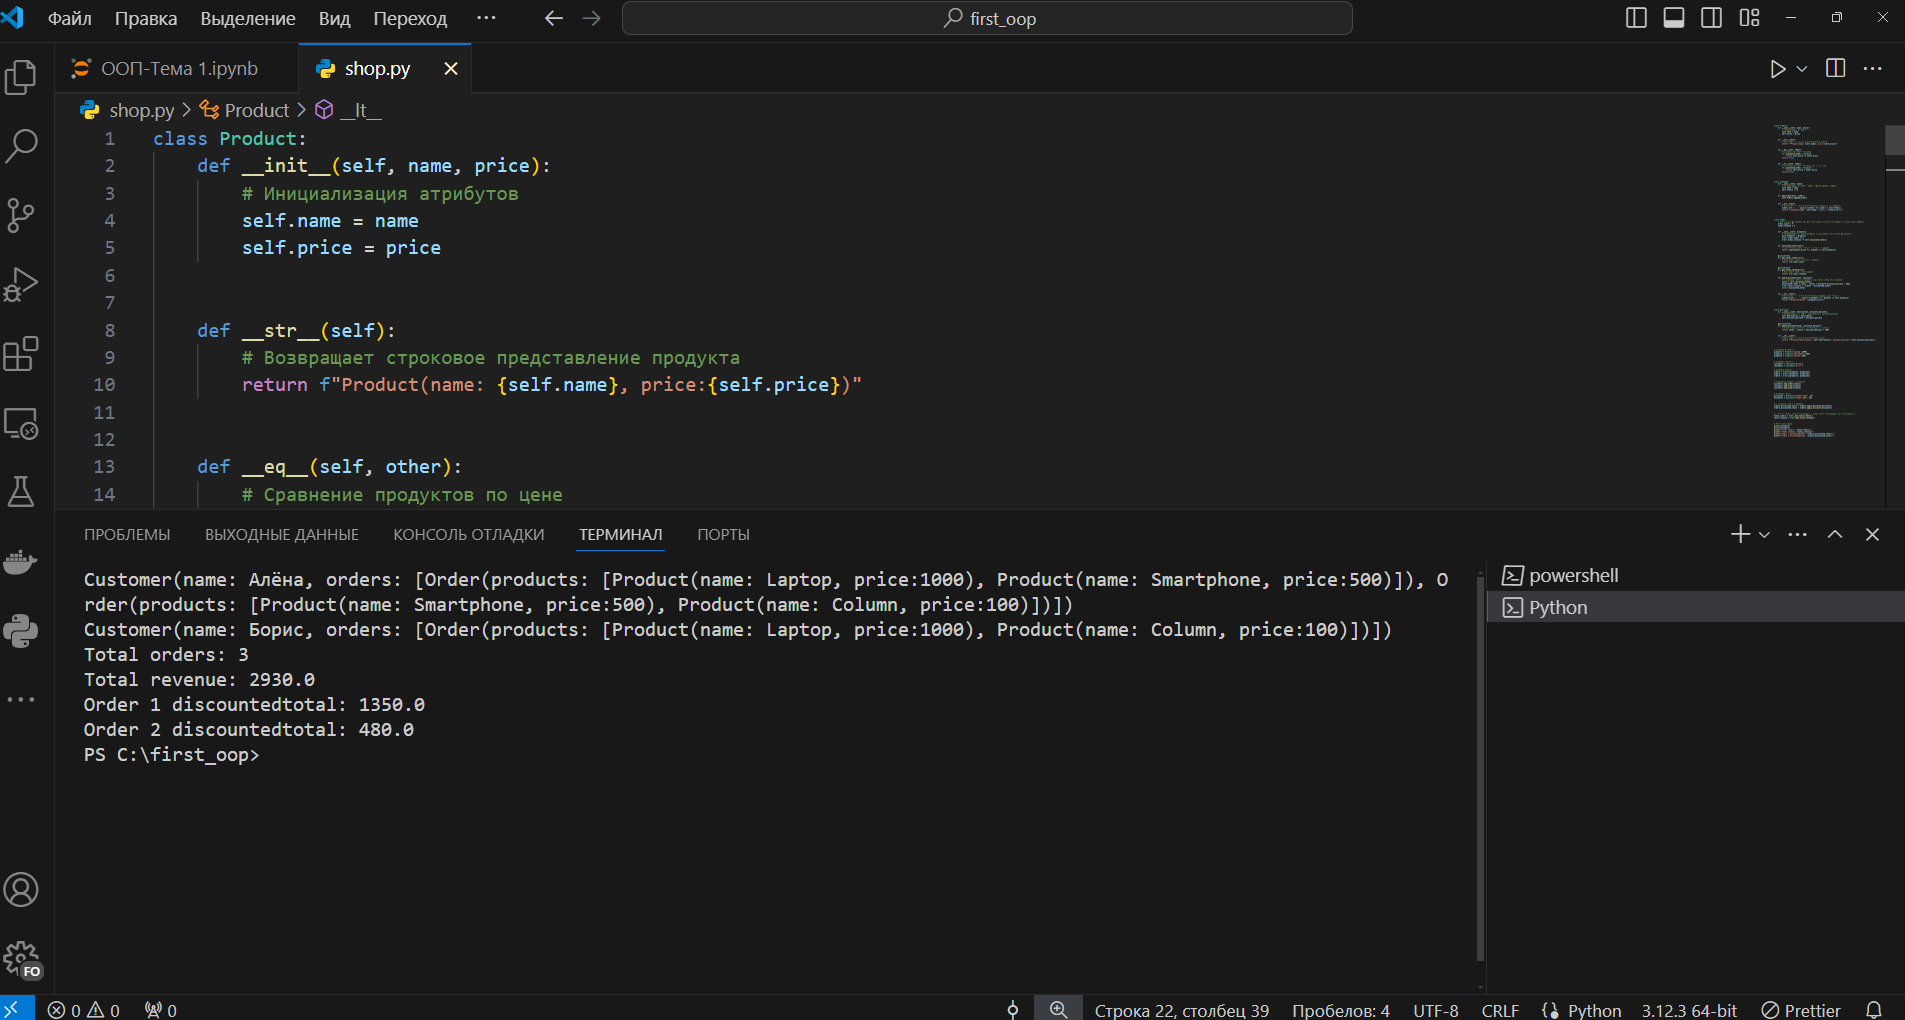 Файл Правка Выделение Вид Переход ··· first_oop
ООП-Тема 1.ipynb shop.py
shop.py > Product > __lt__
1 class Product:
2 def __init__(self, name, price):
3 # Инициализация атрибутов
4 self.name = name
5 self.price = price
6
7
8 def __str__(self):
9 # Возвращает строковое представление продукта
10 return f"Product(name: {self.name}, price:{self.price})"
11
12
13 def __eq__(self, other):
14 # Сравнение продуктов по цене
ПРОБЛЕМЫ ВЫХОДНЫЕ ДАННЫЕ КОНСОЛЬ ОТЛАДКИ ТЕРМИНАЛ ПОРТЫ
Customer(name: Алёна, orders: [Order(products: [Product(name: Laptop, price:1000), Product(name: Smartphone, price:500)]), O
rder(products: [Product(name: Smartphone, price:500), Product(name: Column, price:100)])])
Customer(name: Борис, orders: [Order(products: [Product(name: Laptop, price:1000), Product(name: Column, price:100)])])
Total orders: 3
Total revenue: 2930.0
Order 1 discountedtotal: 1350.0
Order 2 discountedtotal: 480.0
PS C:\first_oop>
powershell
Python
FO
0 0 0 Строка 22, столбец 39 Пробелов: 4 UTF-8 CRLF Python 3.12.3 64-bit Prettier